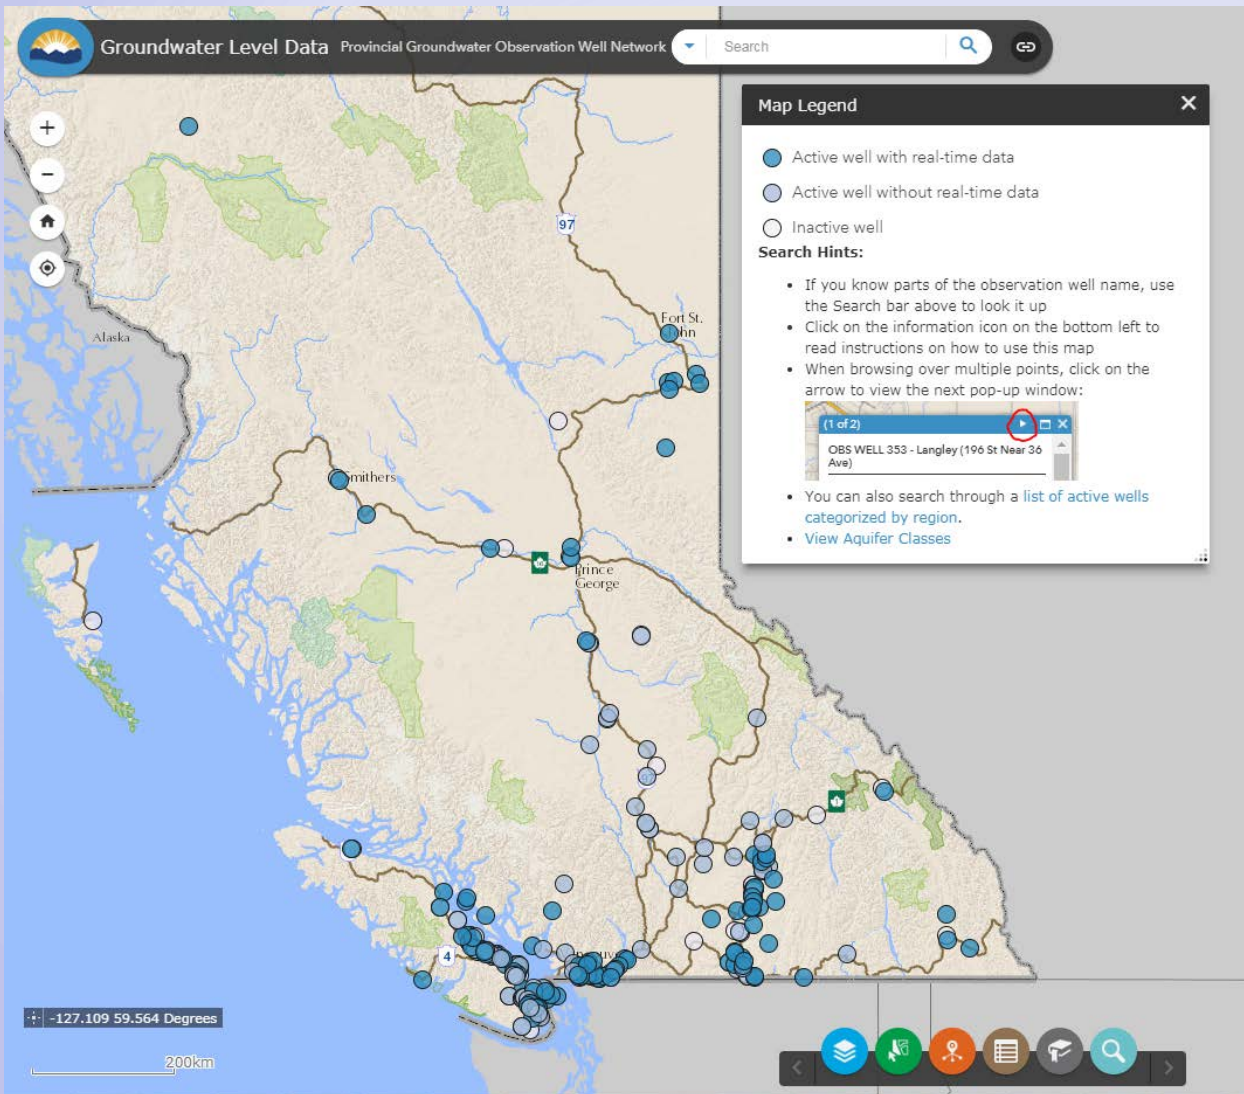 Groundwater Level Data Provincial Groundwater Observation Well Network
Search
Map Legend
Active well with real-time data
Active well without real-time data
Inactive well
Search Hints:
If you know parts of the observation well name, use
the Search bar above to look it up
Click on the information icon on the bottom left to
read instructions on how to use this map
When browsing over multiple points, click on the
arrow to view the next pop-up window:
(1 of 2)
OBS WELL 353 - Langley (196 St Near 36
Ave)
You can also search through a list of active wells
categorized by region.
View Aquifer Classes
97
Fort St.
John
Alaska
Smithers
Prince
George
97
1
4
-127.109 59.564 Degrees
200km